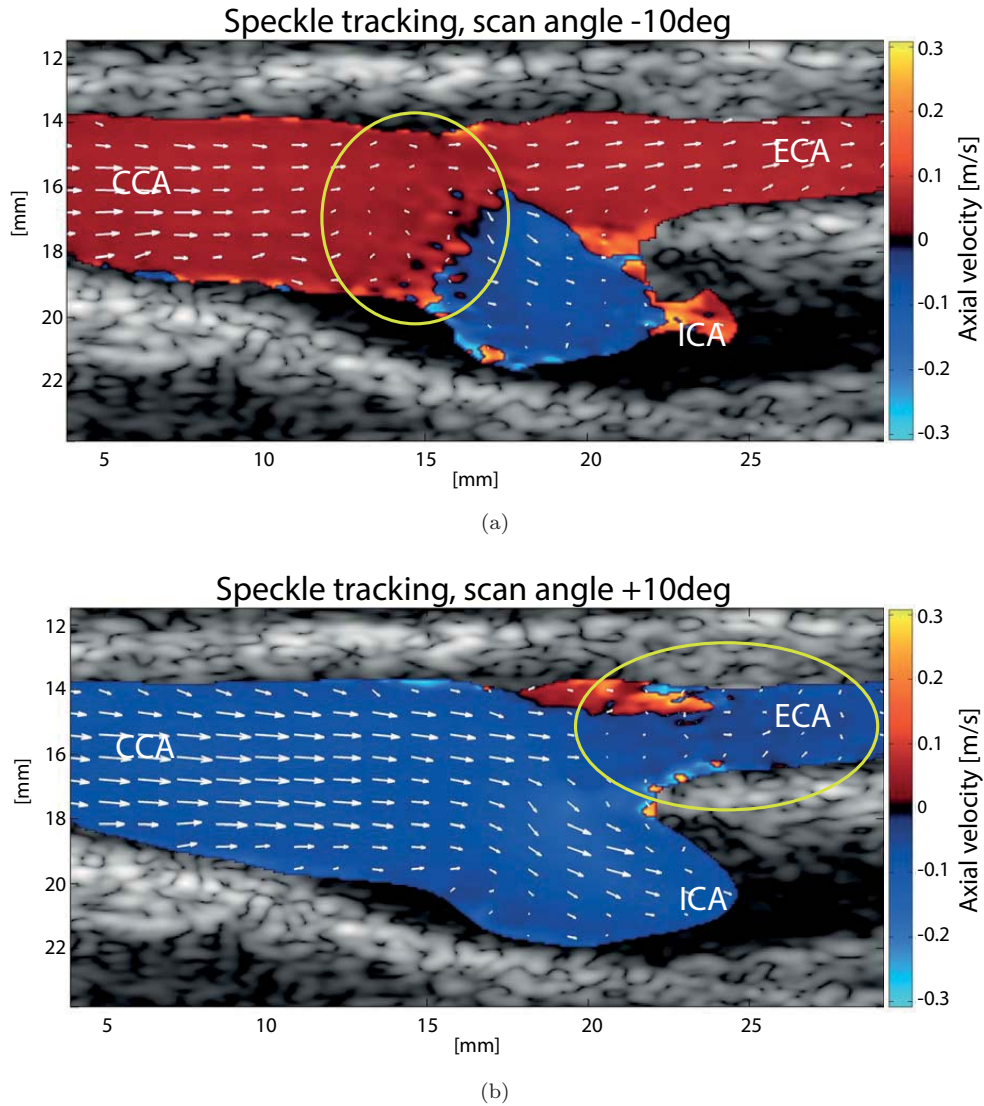 Speckle tracking, scan angle -10deg
12
14
16
18
20
22
[mm]
CCA
ECA
ICA
5
10
15
20
25
[mm]
0.3
0.2
0.1
0
-0.1
-0.2
-0.3
Axial velocity [m/s]
(a)
Speckle tracking, scan angle +10deg
12
14
16
18
20
22
[mm]
CCA
ECA
ICA
5
10
15
20
25
[mm]
0.3
0.2
0.1
0
-0.1
-0.2
-0.3
Axial velocity [m/s]
(b)